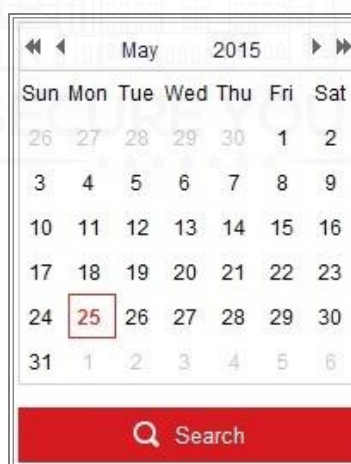 May 2015
Sun Mon Tue Wed Thu Fri Sat
26 27 28 29 30 1 2
3 4 5 6 7 8 9
10 11 12 13 14 15 16
17 18 19 20 21 22 23
24 25 26 27 28 29 30
31 1 2 3 4 5 6
Search